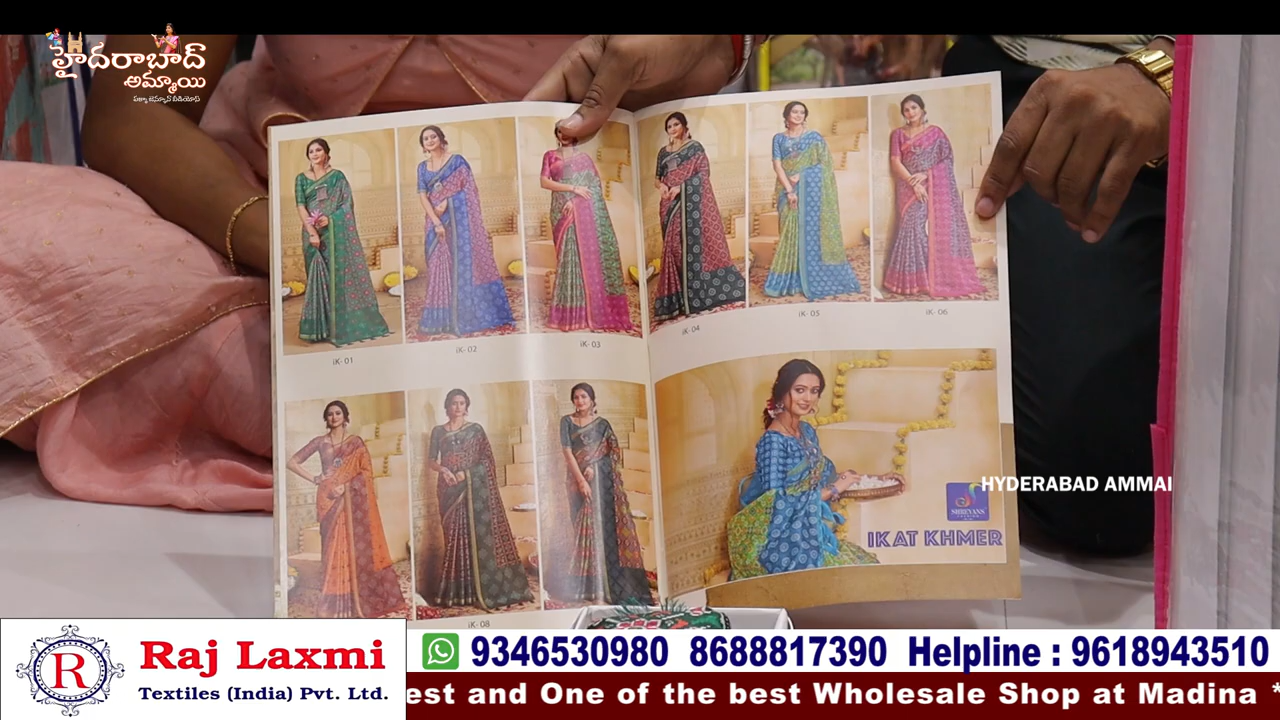 హైదరాబాద్
అమ్మాయి
iK-01
iK-02
iK-03
iK-04
iK-05
iK-06
iK-08
SHREYANS
IKAT KHMER
HYDERABAD AMMAI
R
Raj Laxmi
Textiles (India) Pvt. Ltd.
9346530980 8688817390 Helpline : 9618943510
est and One of the best Wholesale Shop at Madina *